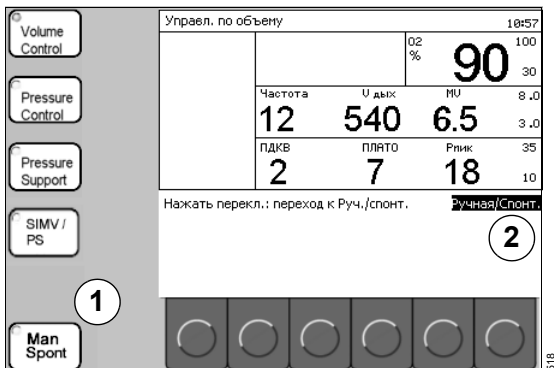 Volume
Control
Pressure
Control
Pressure
Support
SIMV /
PS
1
Man
Spont
Управл. по объему 10:57
O2
% 90 100
30
Частота V дых MV 8.0
12 540 6.5 3.0
ПДКВ ПЛАТО Pпик 35
2 7 18 10
Нажать перекл.: переход к Руч./спонт. Ручная/Спонт.
2
518